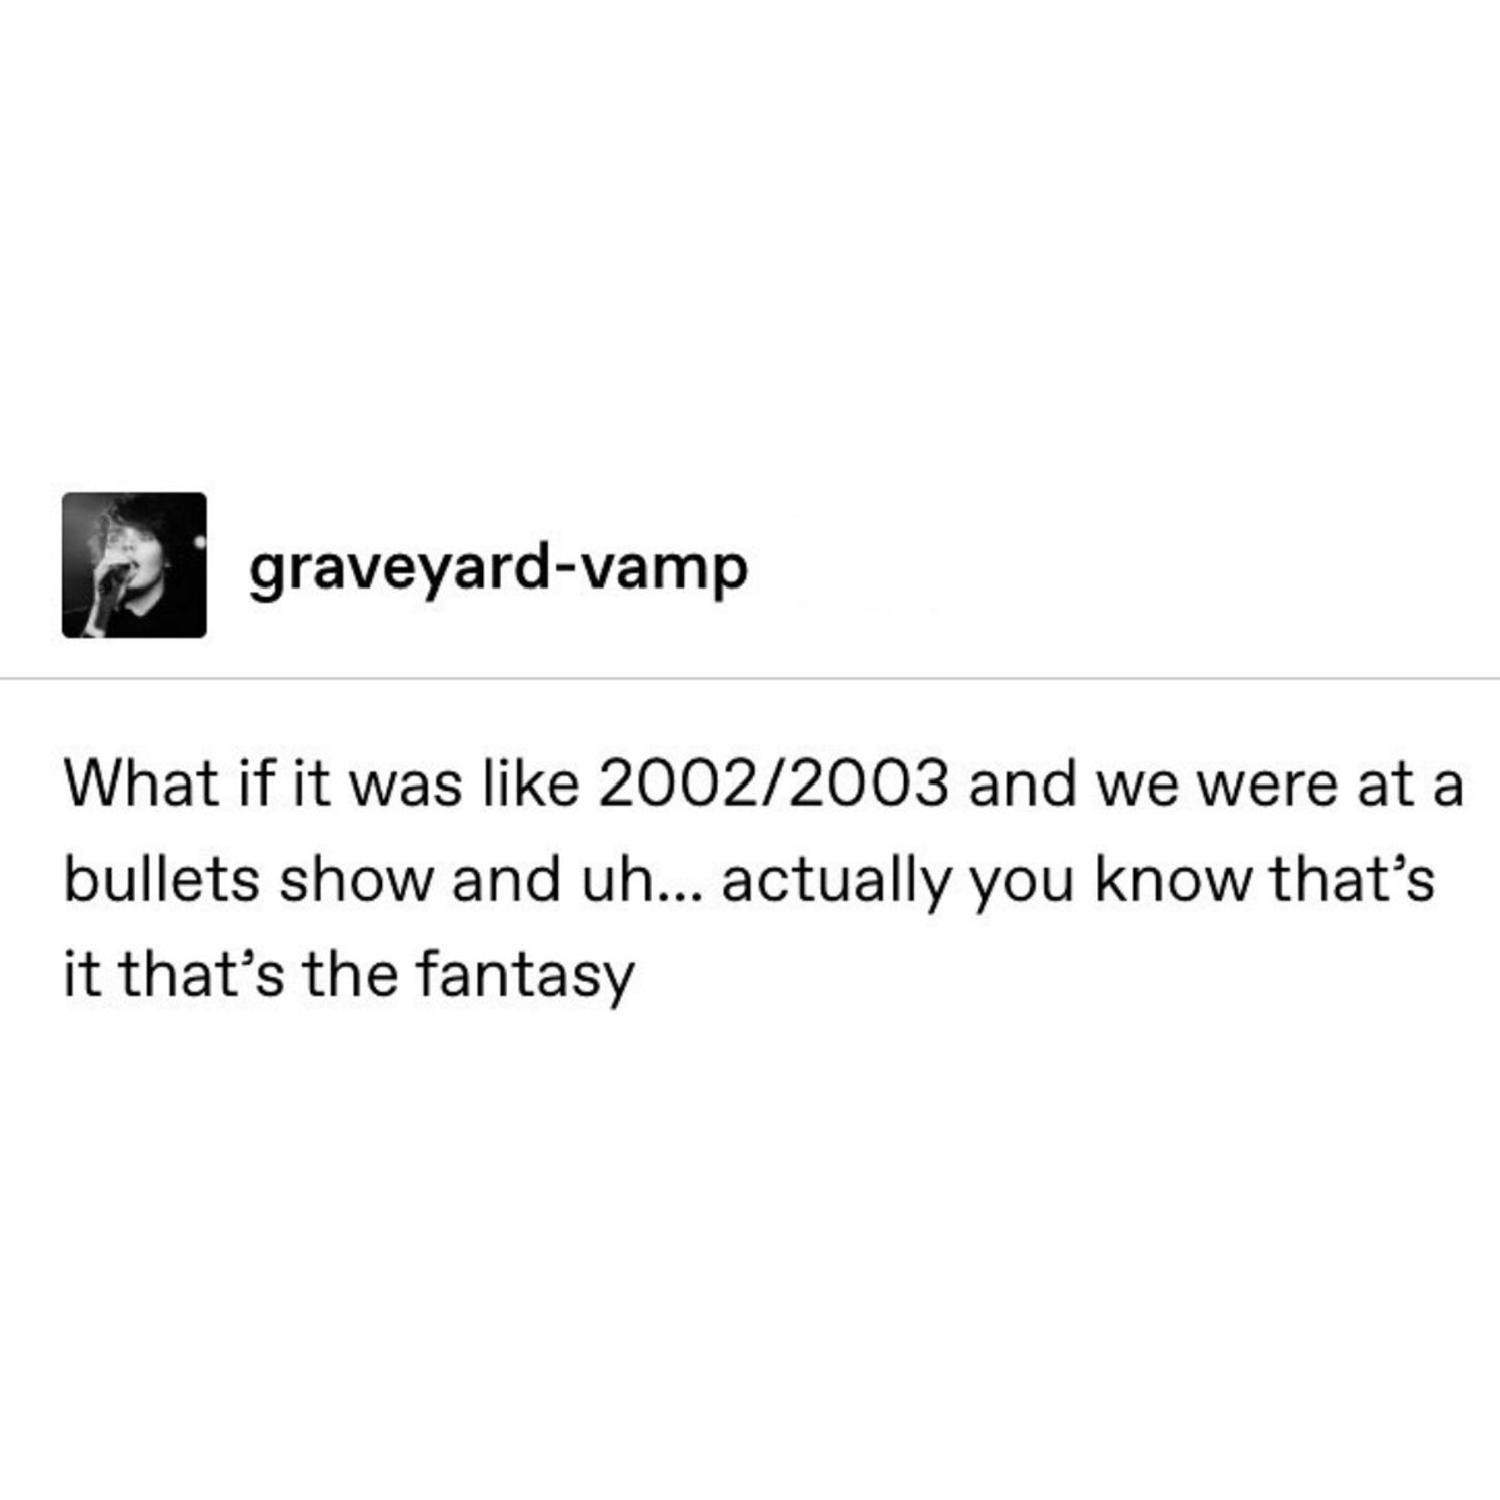 graveyard-vamp
What if it was like 2002/2003 and we were at a
bullets show and uh... actually you know that’s
it that’s the fantasy